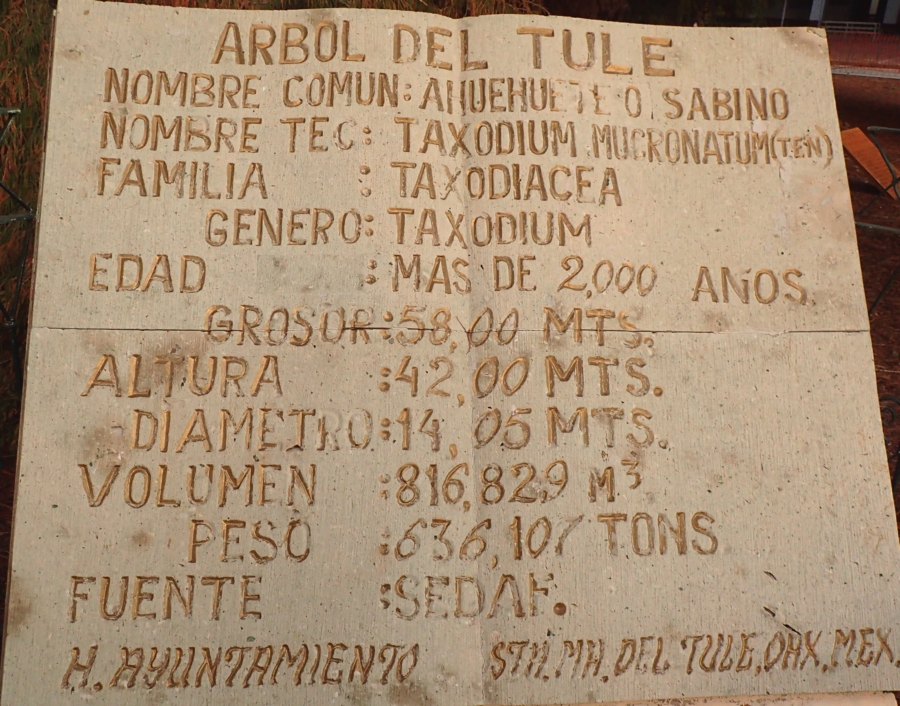 ARBOL DEL TULE
NOMBRE COMUN: AHUEHUETE O SABINO
NOMBRE TEC: TAXODIUM MUCRONATUM (TEN)
FAMILIA : TAXODIACEA
GENERO: TAXODIUM
EDAD : MAS DE 2,000 AÑOS.
GROSOR: 58,00 MTS.
ALTURA : 42,00 MTS.
DIAMETRO: 14,05 MTS.
VOLUMEN : 816,829 M³
PESO : 636,107 TONS
FUENTE : SEDAF.
H. AYUNTAMIENTO STA. MA. DEL TULE, OAX. MEX.